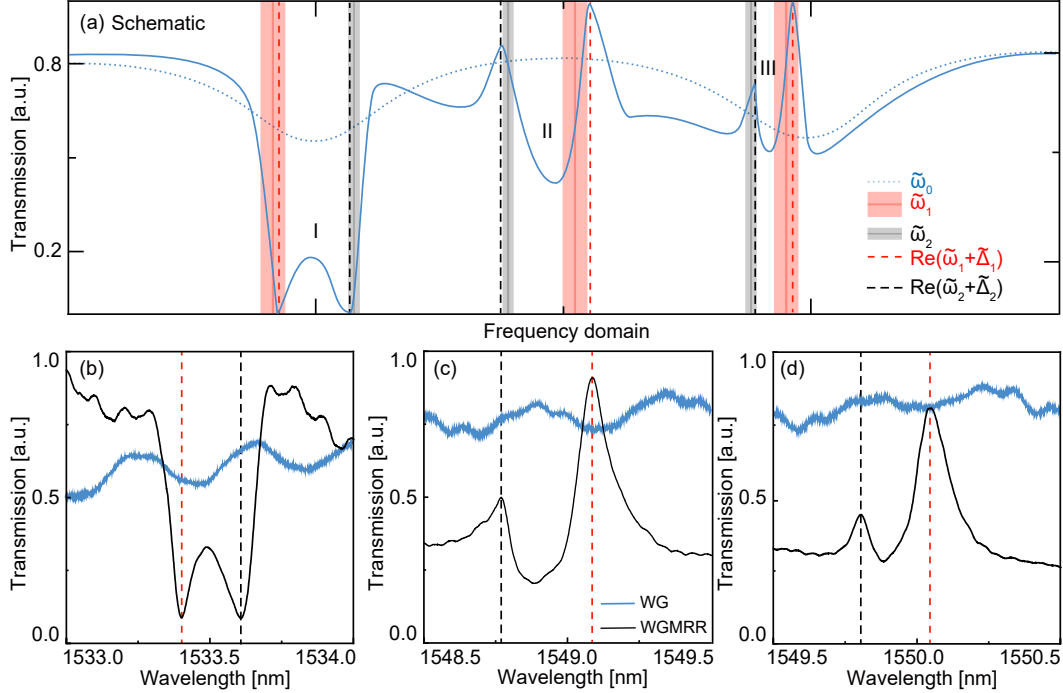 (a) Schematic
Transmission [a.u.]
0.8
0.2
I
II
III
ω̃₀
ω̃₁
ω̃₂
Re(ω̃₁+Δ̃₁)
Re(ω̃₂+Δ̃₂)
Frequency domain
(b)
Transmission [a.u.]
1.0
0.5
0.0
1533.0
1533.5
1534.0
Wavelength [nm]
(c)
Transmission [a.u.]
1.0
0.5
0.0
WG
WGMRR
1548.5
1549.0
1549.5
Wavelength [nm]
(d)
Transmission [a.u.]
1.0
0.5
0.0
1549.5
1550.0
1550.5
Wavelength [nm]